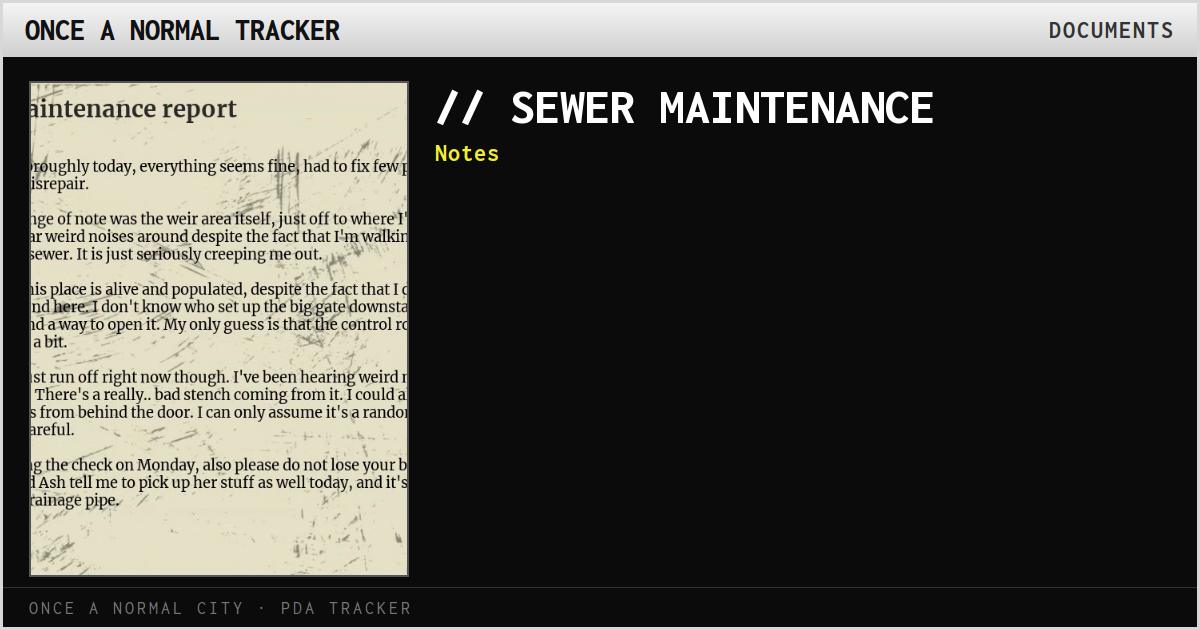 ONCE A NORMAL TRACKER
DOCUMENTS
aintenance report
roughly today, everything seems fine, had to fix few
isrepair.
nge of note was the weir area itself, just off to where I'
ar weird noises around despite the fact that I'm walkin
sewer. It is just seriously creeping me out.
his place is alive and populated, despite the fact that I
nd here. I don't know who set up the big gate downsta
nd a way to open it. My only guess is that the control ro
a bit.
ust run off right now though. I've been hearing weird
There's a really.. bad stench coming from it. I could a
s from behind the door. I can only assume it's a rando
areful.
ng the check on Monday, also please do not lose your b
d Ash tell me to pick up her stuff as well today, and it's
rainage pipe.
// SEWER MAINTENANCE
Notes
ONCE A NORMAL CITY · PDA TRACKER